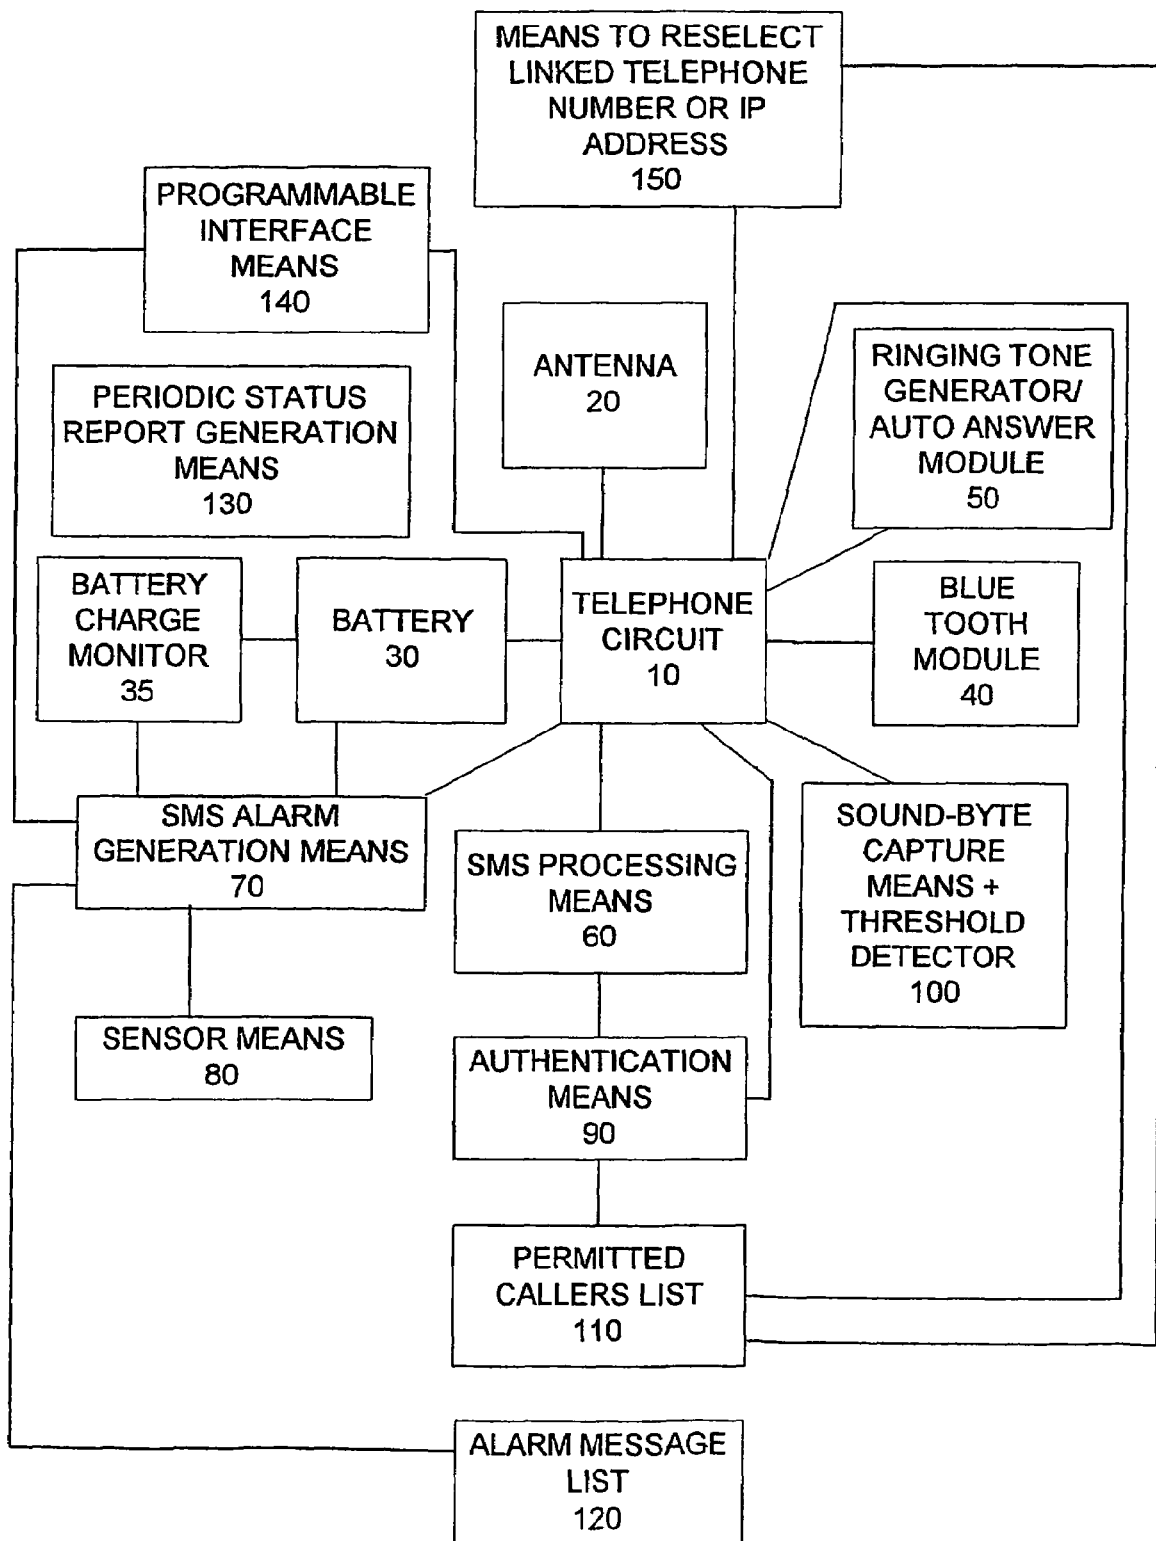 MEANS TO RESELECT
LINKED TELEPHONE
NUMBER OR IP
ADDRESS
150
PROGRAMMABLE
INTERFACE
MEANS
140
ANTENNA
20
RINGING TONE
GENERATOR/
AUTO ANSWER
MODULE
50
PERIODIC STATUS
REPORT GENERATION
MEANS
130
BATTERY
CHARGE
MONITOR
35
BATTERY
30
TELEPHONE
CIRCUIT
10
BLUE
TOOTH
MODULE
40
SMS ALARM
GENERATION MEANS
70
SMS PROCESSING
MEANS
60
SOUND-BYTE
CAPTURE
MEANS +
THRESHOLD
DETECTOR
100
SENSOR MEANS
80
AUTHENTICATION
MEANS
90
PERMITTED
CALLERS LIST
110
ALARM MESSAGE
LIST
120